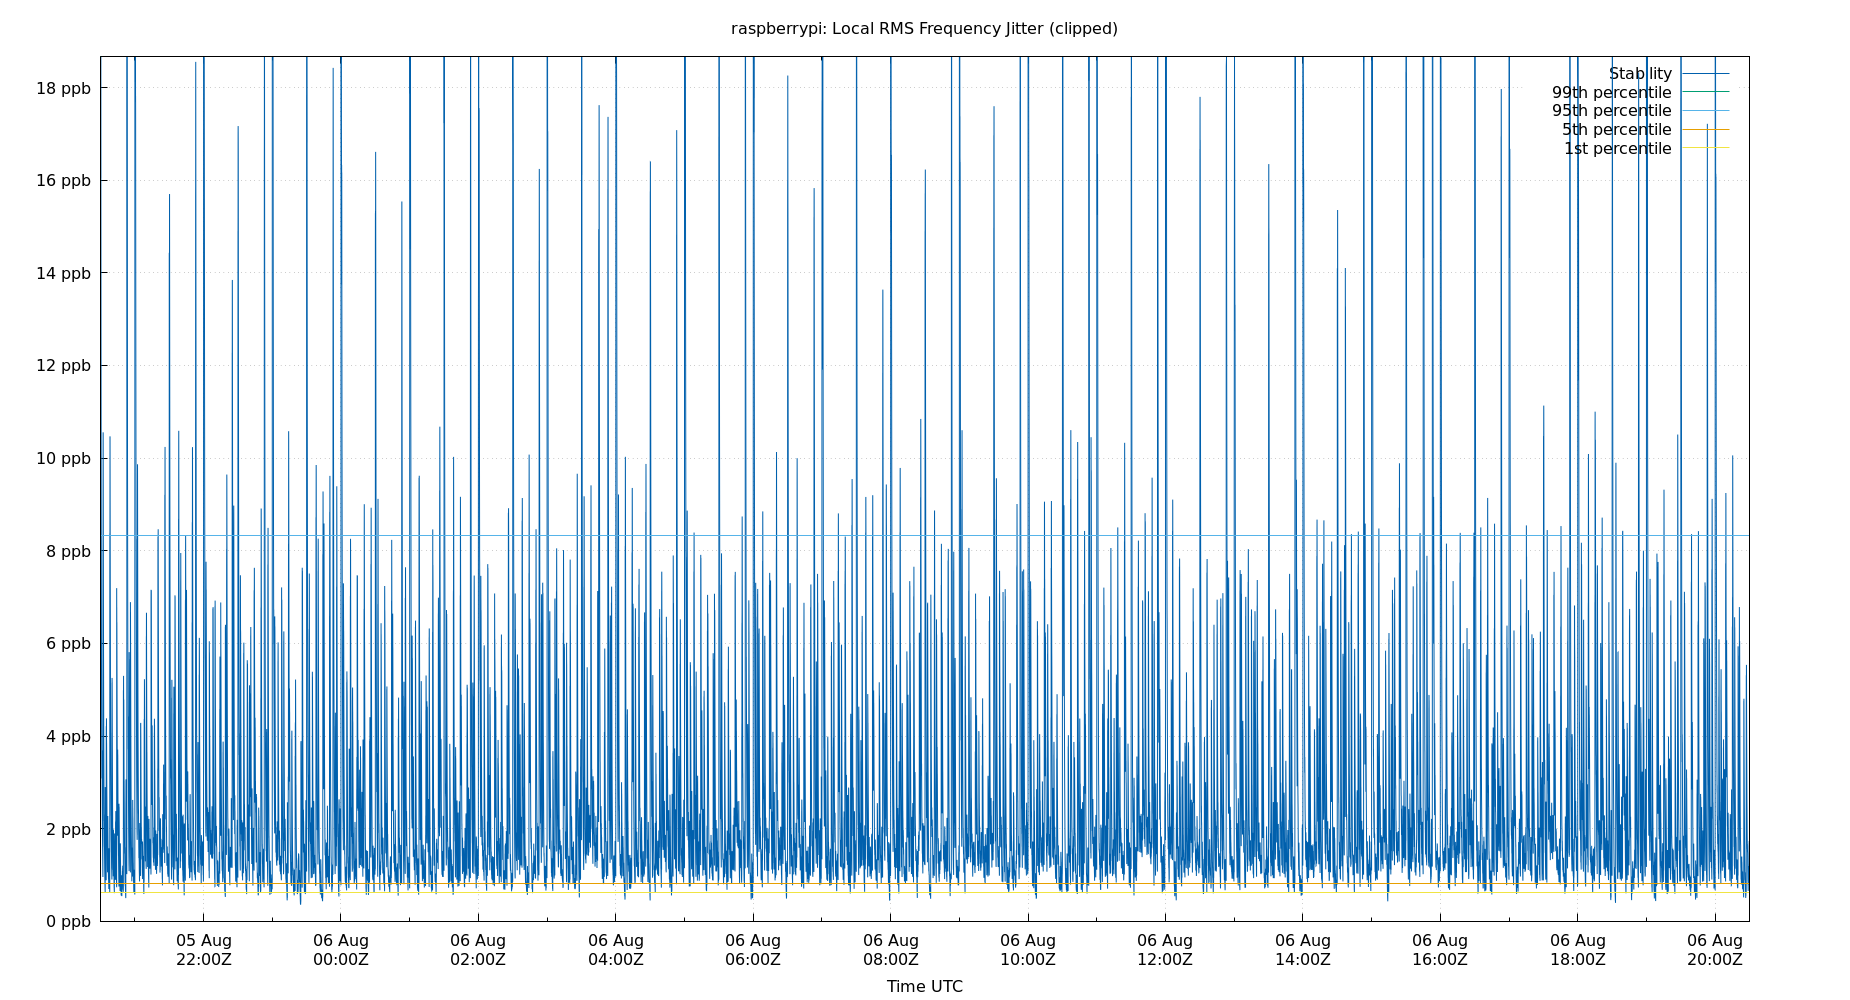 raspberrypi: Local RMS Frequency Jitter (clipped)
Stability
99th percentile
95th percentile
5th percentile
1st percentile
18 ppb
16 ppb
14 ppb
12 ppb
10 ppb
8 ppb
6 ppb
4 ppb
2 ppb
0 ppb
05 Aug 06 Aug 06 Aug 06 Aug 06 Aug 06 Aug 06 Aug 06 Aug 06 Aug 06 Aug 06 Aug 06 Aug
22:00Z 00:00Z 02:00Z 04:00Z 06:00Z 08:00Z 10:00Z 12:00Z 14:00Z 16:00Z 18:00Z 20:00Z
Time UTC